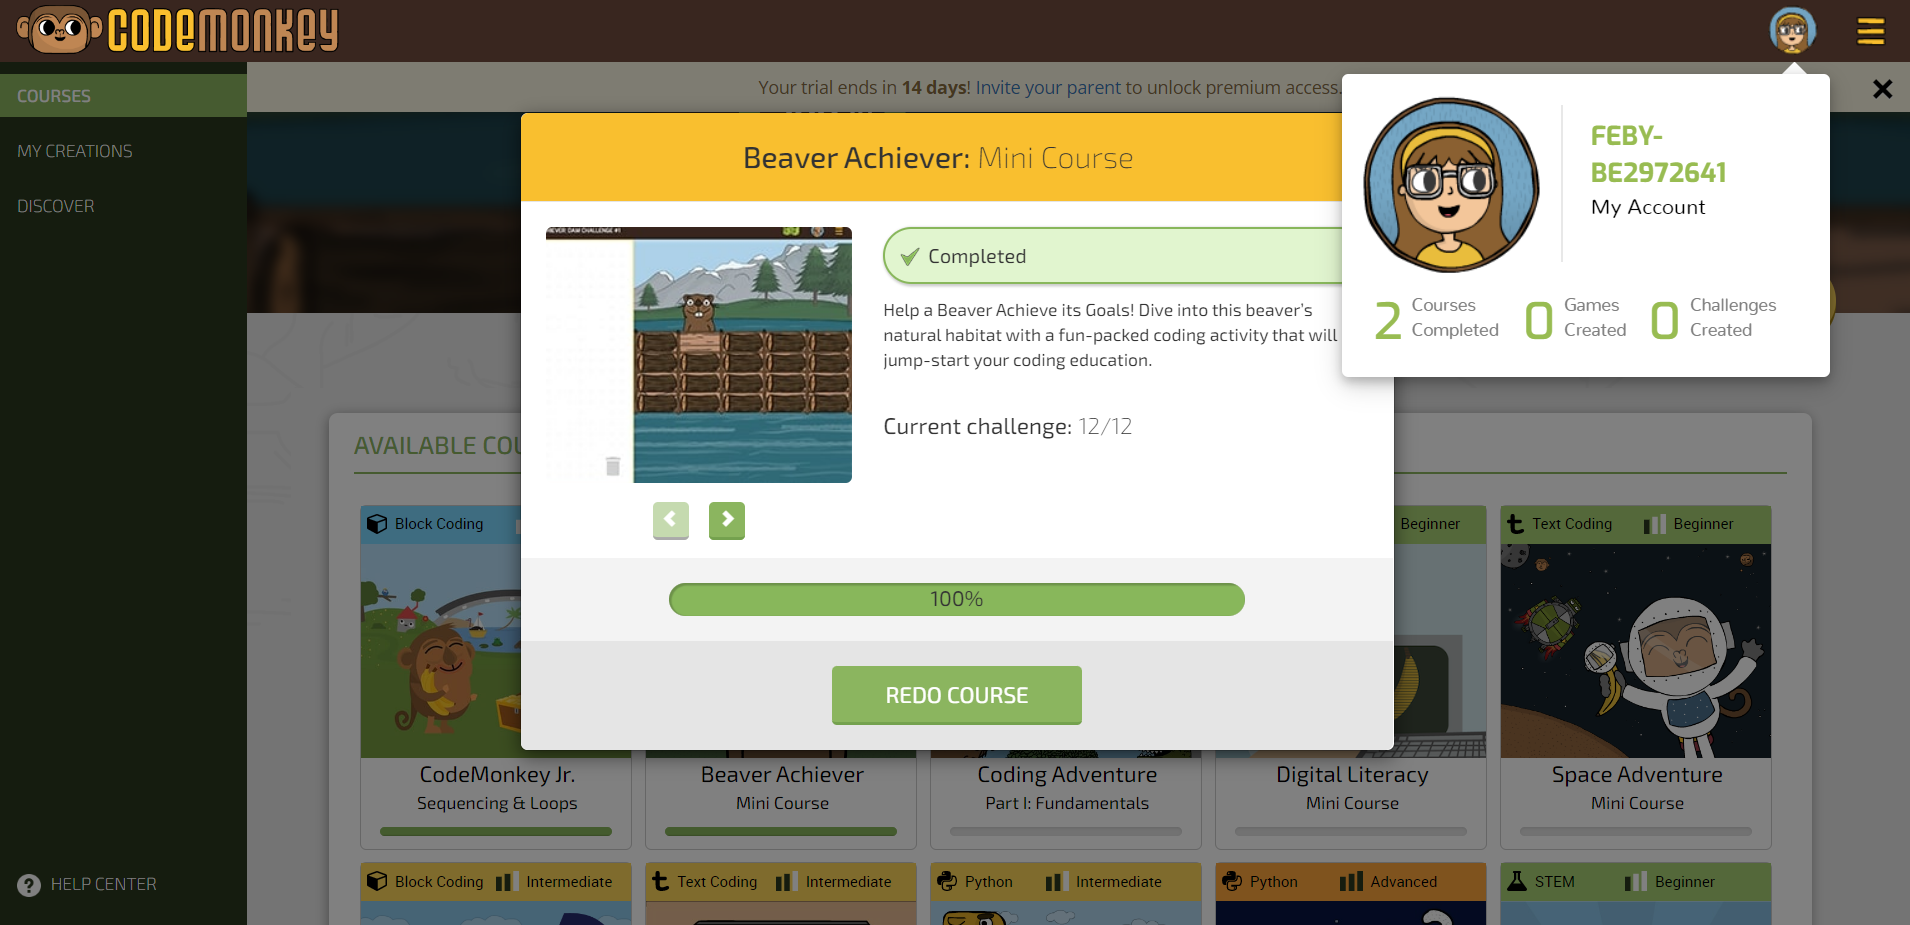 CODEMONKEY
COURSES
MY CREATIONS
DISCOVER
HELP CENTER
Your trial ends in 14 days! Invite your parent to unlock premium access.
FEBY-
BE2972641
My Account
2 Courses Completed
0 Games Created
0 Challenges Created
Beaver Achiever: Mini Course
IEVER: DAM CHALLENGE #1
Completed
Help a Beaver Achieve its Goals! Dive into this beaver's
natural habitat with a fun-packed coding activity that will
jump-start your coding education.
Current challenge: 12/12
100%
REDO COURSE
AVAILABLE COU
Block Coding
Beginner
Text Coding Beginner
CodeMonkey Jr.
Sequencing & Loops
Beaver Achiever
Mini Course
Coding Adventure
Part I: Fundamentals
Digital Literacy
Mini Course
Space Adventure
Mini Course
Block Coding Intermediate
Text Coding Intermediate
Python Intermediate
Python Advanced
STEM Beginner